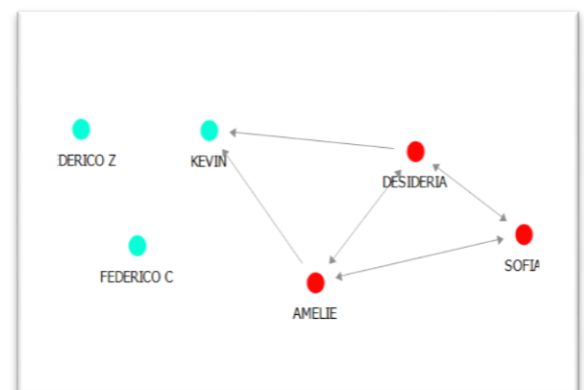 DERICO Z
KEVIN
DESIDERIA
SOFIA
FEDERICO C
AMELIE